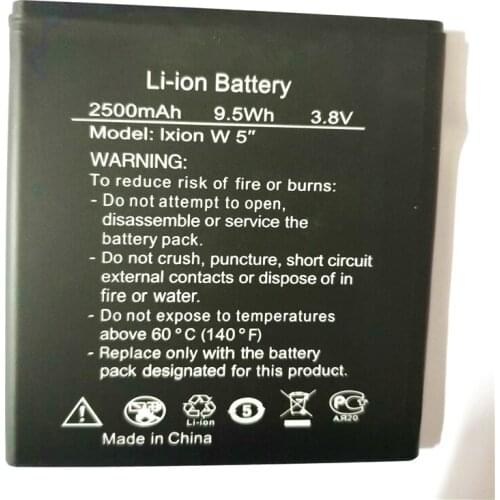 Li-ion Battery
2500mAh 9.5Wh 3.8V
Model: Ixion W 5"
WARNING:
To reduce risk of fire or burns:
- Do not attempt to open,
disassemble or service the
battery pack.
- Do not crush, puncture, short circuit
external contacts or dispose of in
fire or water.
- Do not expose to temperatures
above 60°C (140°F)
- Replace only with the battery
pack designated for this product.
Li-ion 5 АЯ20
Made in China